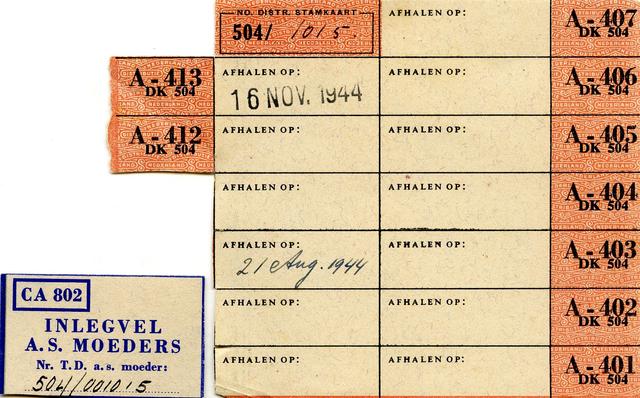 NO. DISTR. STAMKAART
504/ 1015.
AFHALEN OP:
A - 407
DK 504
A - 413
DK 504
AFHALEN OP:
16 NOV. 1944
AFHALEN OP:
A - 406
DK 504
A - 412
DK 504
AFHALEN OP:
AFHALEN OP:
A - 405
DK 504
AFHALEN OP:
AFHALEN OP:
A - 404
DK 504
AFHALEN OP:
21 Aug. 1944
AFHALEN OP:
A - 403
DK 504
AFHALEN OP:
AFHALEN OP:
A - 402
DK 504
AFHALEN OP:
AFHALEN OP:
A - 401
DK 504
CA 802
INLEGVEL
A.S. MOEDERS
Nr. T.D. a.s. moeder:
504/001015